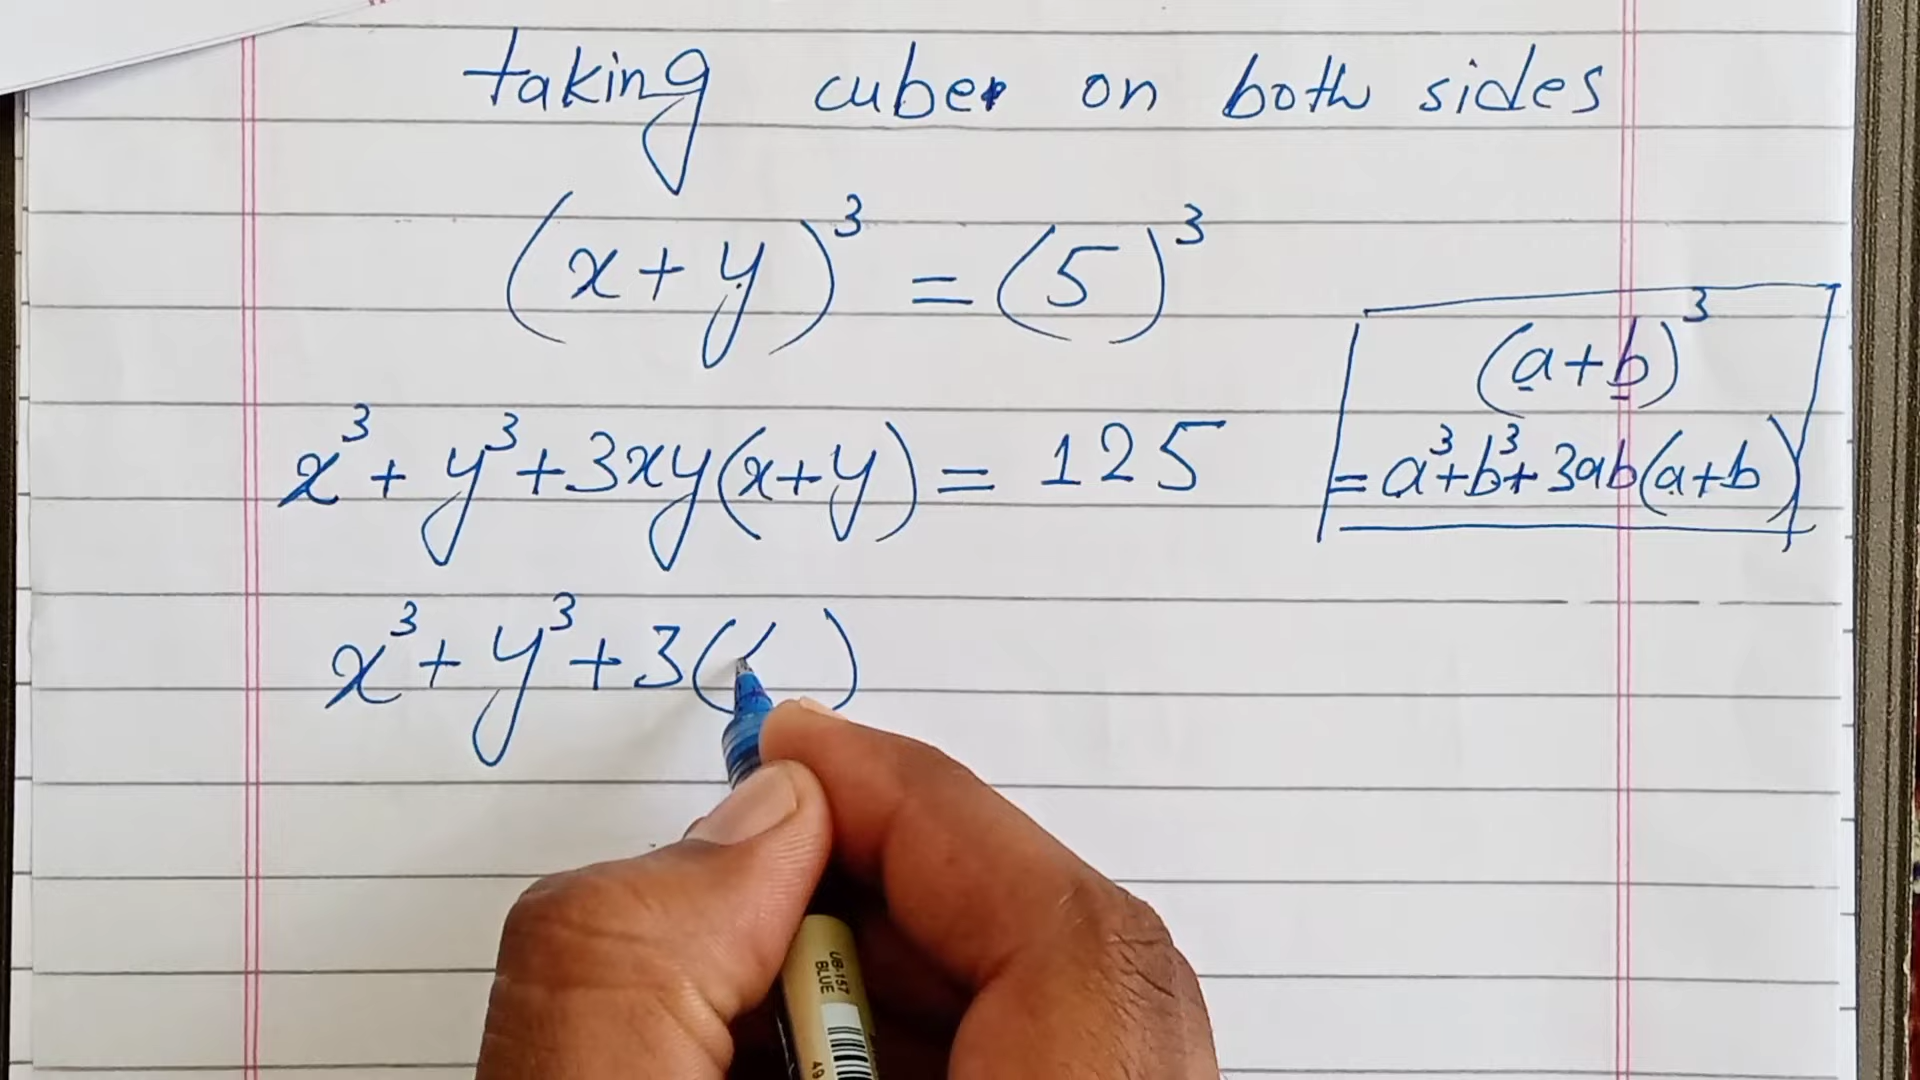 taking cube on both sides
(x+y)³ = (5)³
x³+y³+3xy(x+y) = 125
(a+b)³
=a³+b³+3ab(a+b)
x³+y³+3( )
UB-157
BLUE
49